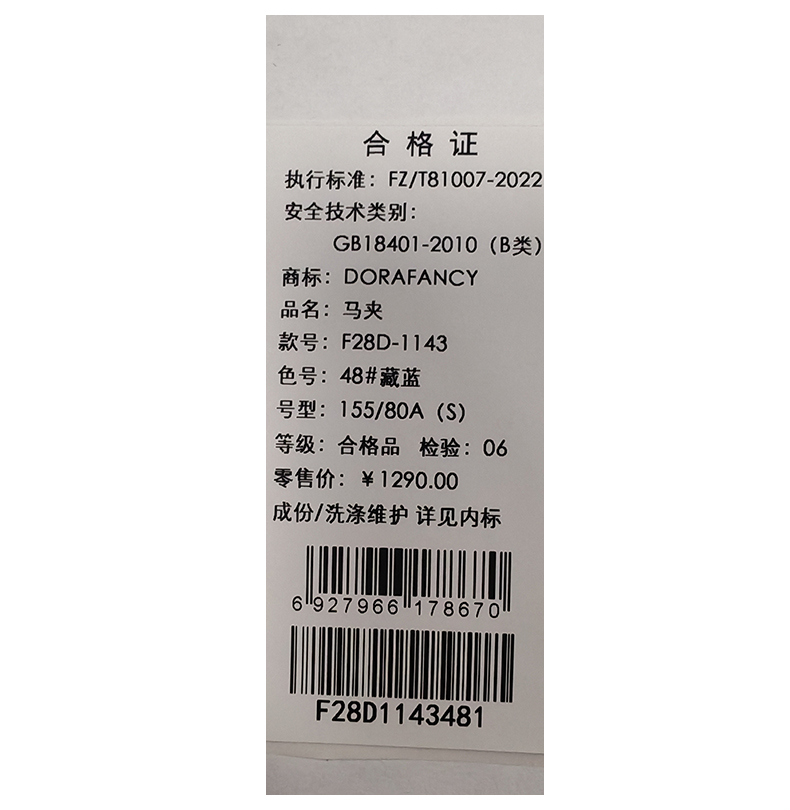 合格证
执行标准：FZ/T81007-2022
安全技术类别：
GB18401-2010（B类）
商标：DORAFANCY
品名：马夹
款号：F28D-1143
色号：48#藏蓝
号型：155/80A（S）
等级：合格品 检验：06
零售价：￥1290.00
成份/洗涤维护 详见内标
6 927966 178670
F28D1143481